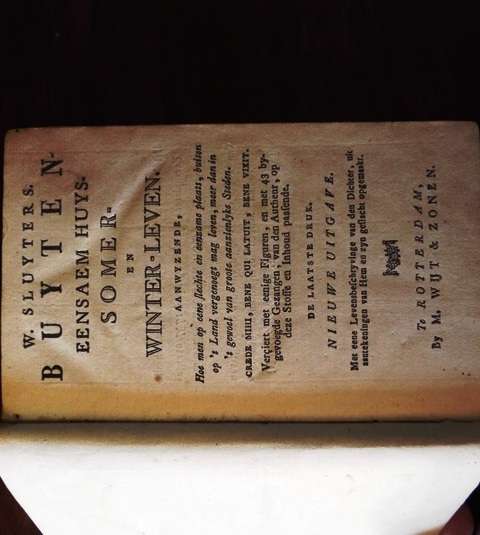 W. SLUYTERS.
BUYTEN-
EENSAEM HUYS.
SOMER-
EN
WINTER-LEVEN.
AANWYZENDE,
Hoe men op eene slechte en eenzame plaats, buiten
op 't Land vergenoegt mag leven, meer dan in
't gewoel van groote aanzienlyke Steden.
CREDE MIHI, BENE QUI LATUIT, BENE VIXIT.
Verciert met eenige Figuren, en met 43 by-
gevoegde Gezangen van den Autheur, op
deze Stoffe en Inhoud passende.
DE LAATSTE DRUK.
NIEUWE UITGAVE.
Met eene Levensbeschryvinge van den Dichter, uit
aantekeningen van Hem en zyn geslacht opgemaakt.
Te ROTTERDAM,
By M. WIJT & ZONEN.